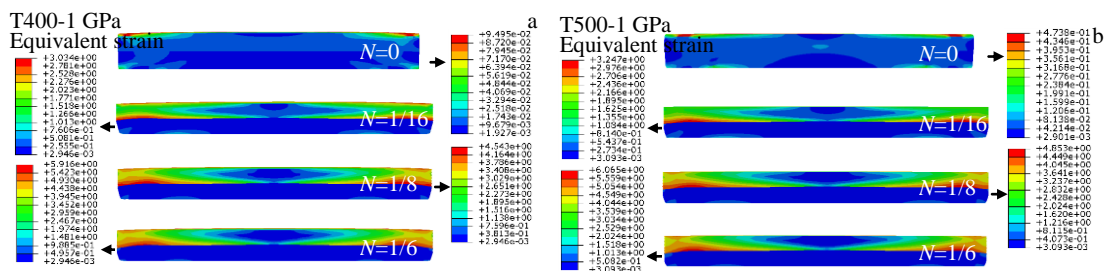 T400-1 GPa
Equivalent strain
a
+3.034e+00
+2.781e+00
+2.528e+00
+2.276e+00
+2.023e+00
+1.771e+00
+1.518e+00
+1.266e+00
+1.013e+00
+7.606e-01
+5.081e-01
+2.555e-01
+2.946e-03
+5.916e+00
+5.423e+00
+4.930e+00
+4.438e+00
+3.945e+00
+3.452e+00
+2.959e+00
+2.467e+00
+1.974e+00
+1.481e+00
+9.885e-01
+4.957e-01
+2.946e-03
N=0
N=1/16
N=1/8
N=1/6
+9.495e-02
+8.720e-02
+7.945e-02
+7.170e-02
+6.394e-02
+5.619e-02
+4.844e-02
+4.069e-02
+3.294e-02
+2.518e-02
+1.743e-02
+9.679e-03
+1.927e-03
+4.543e+00
+4.164e+00
+3.786e+00
+3.408e+00
+3.029e+00
+2.651e+00
+2.273e+00
+1.895e+00
+1.516e+00
+1.138e+00
+7.596e-01
+3.813e-01
+2.946e-03
T500-1 GPa
Equivalent strain
b
+3.247e+00
+2.976e+00
+2.706e+00
+2.436e+00
+2.166e+00
+1.895e+00
+1.625e+00
+1.355e+00
+1.084e+00
+8.140e-01
+5.437e-01
+2.734e-01
+3.093e-03
+6.065e+00
+5.559e+00
+5.054e+00
+4.549e+00
+4.044e+00
+3.539e+00
+3.034e+00
+2.529e+00
+2.024e+00
+1.518e+00
+1.013e+00
+5.082e-01
+3.093e-03
N=0
N=1/16
N=1/8
N=1/6
+4.738e-01
+4.346e-01
+3.953e-01
+3.561e-01
+3.168e-01
+2.776e-01
+2.384e-01
+1.991e-01
+1.599e-01
+1.206e-01
+8.138e-02
+4.214e-02
+2.901e-03
+4.853e+00
+4.449e+00
+4.045e+00
+3.641e+00
+3.237e+00
+2.832e+00
+2.428e+00
+2.024e+00
+1.620e+00
+1.216e+00
+8.115e-01
+4.073e-01
+3.093e-03